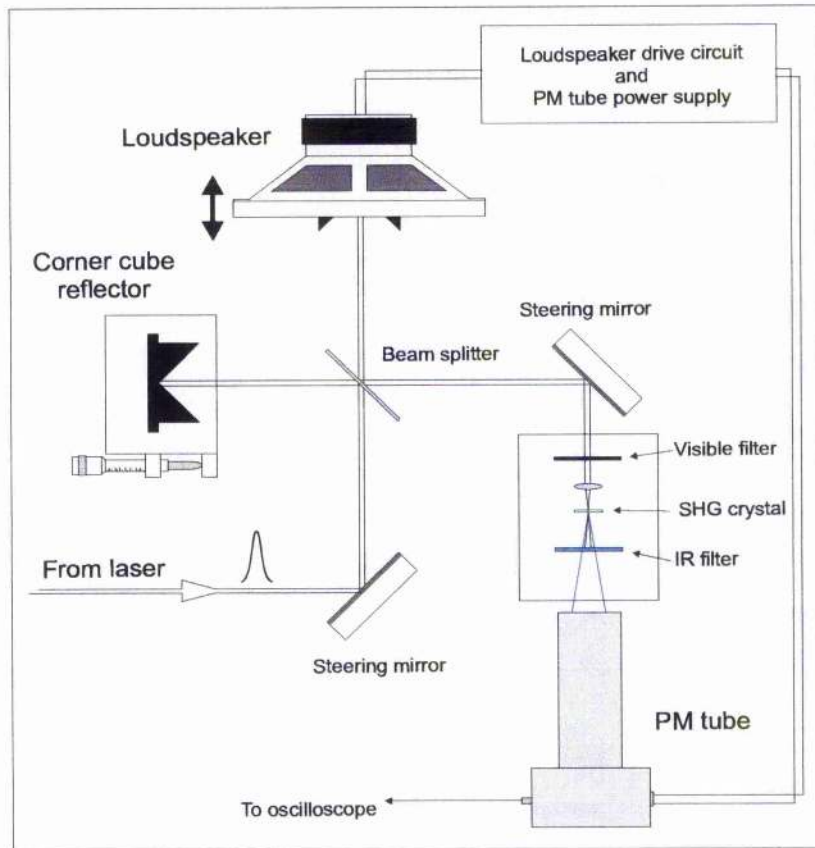 Loudspeaker drive circuit
and
PM tube power supply
Loudspeaker
Corner cube
reflector
Steering mirror
Beam splitter
Visible filter
SHG crystal
IR filter
From laser
Steering mirror
PM tube
To oscilloscope